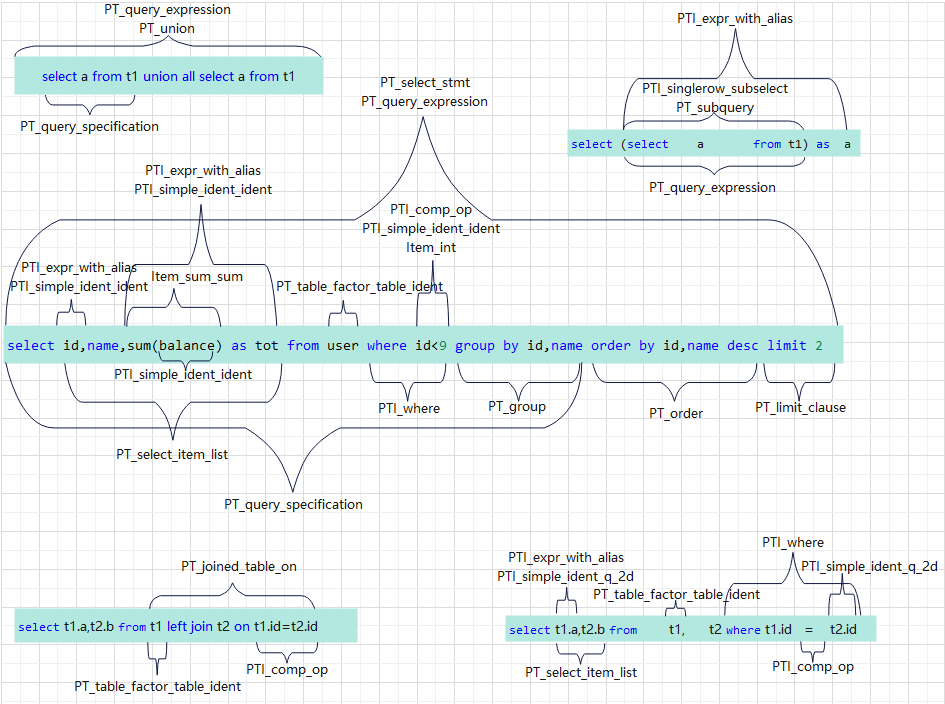 PT_query_expression
PT_union
select a from t1 union all select a from t1
PT_query_specification
PTI_expr_with_alias
PTI_singlerow_subselect
PT_subquery
select (select a from t1) as a
PT_query_expression
PT_select_stmt
PT_query_expression
PTI_expr_with_alias
PTI_simple_ident_ident
PTI_comp_op
PTI_simple_ident_ident
Item_int
PTI_expr_with_alias
PTI_simple_ident_ident
Item_sum_sum
PT_table_factor_table_ident
select id,name,sum(balance) as tot from user where id<9 group by id,name order by id,name desc limit 2
PTI_simple_ident_ident
PT_where
PT_group
PT_order
PT_limit_clause
PT_select_item_list
PT_query_specification
PT_joined_table_on
select t1.a,t2.b from t1 left join t2 on t1.id=t2.id
PTI_comp_op
PT_table_factor_table_ident
PTI_where
PTI_expr_with_alias
PTI_simple_ident_q_2d
PTI_simple_ident_q_2d
PT_table_factor_table_ident
select t1.a,t2.b from t1, t2 where t1.id = t2.id
PT_select_item_list
PTI_comp_op